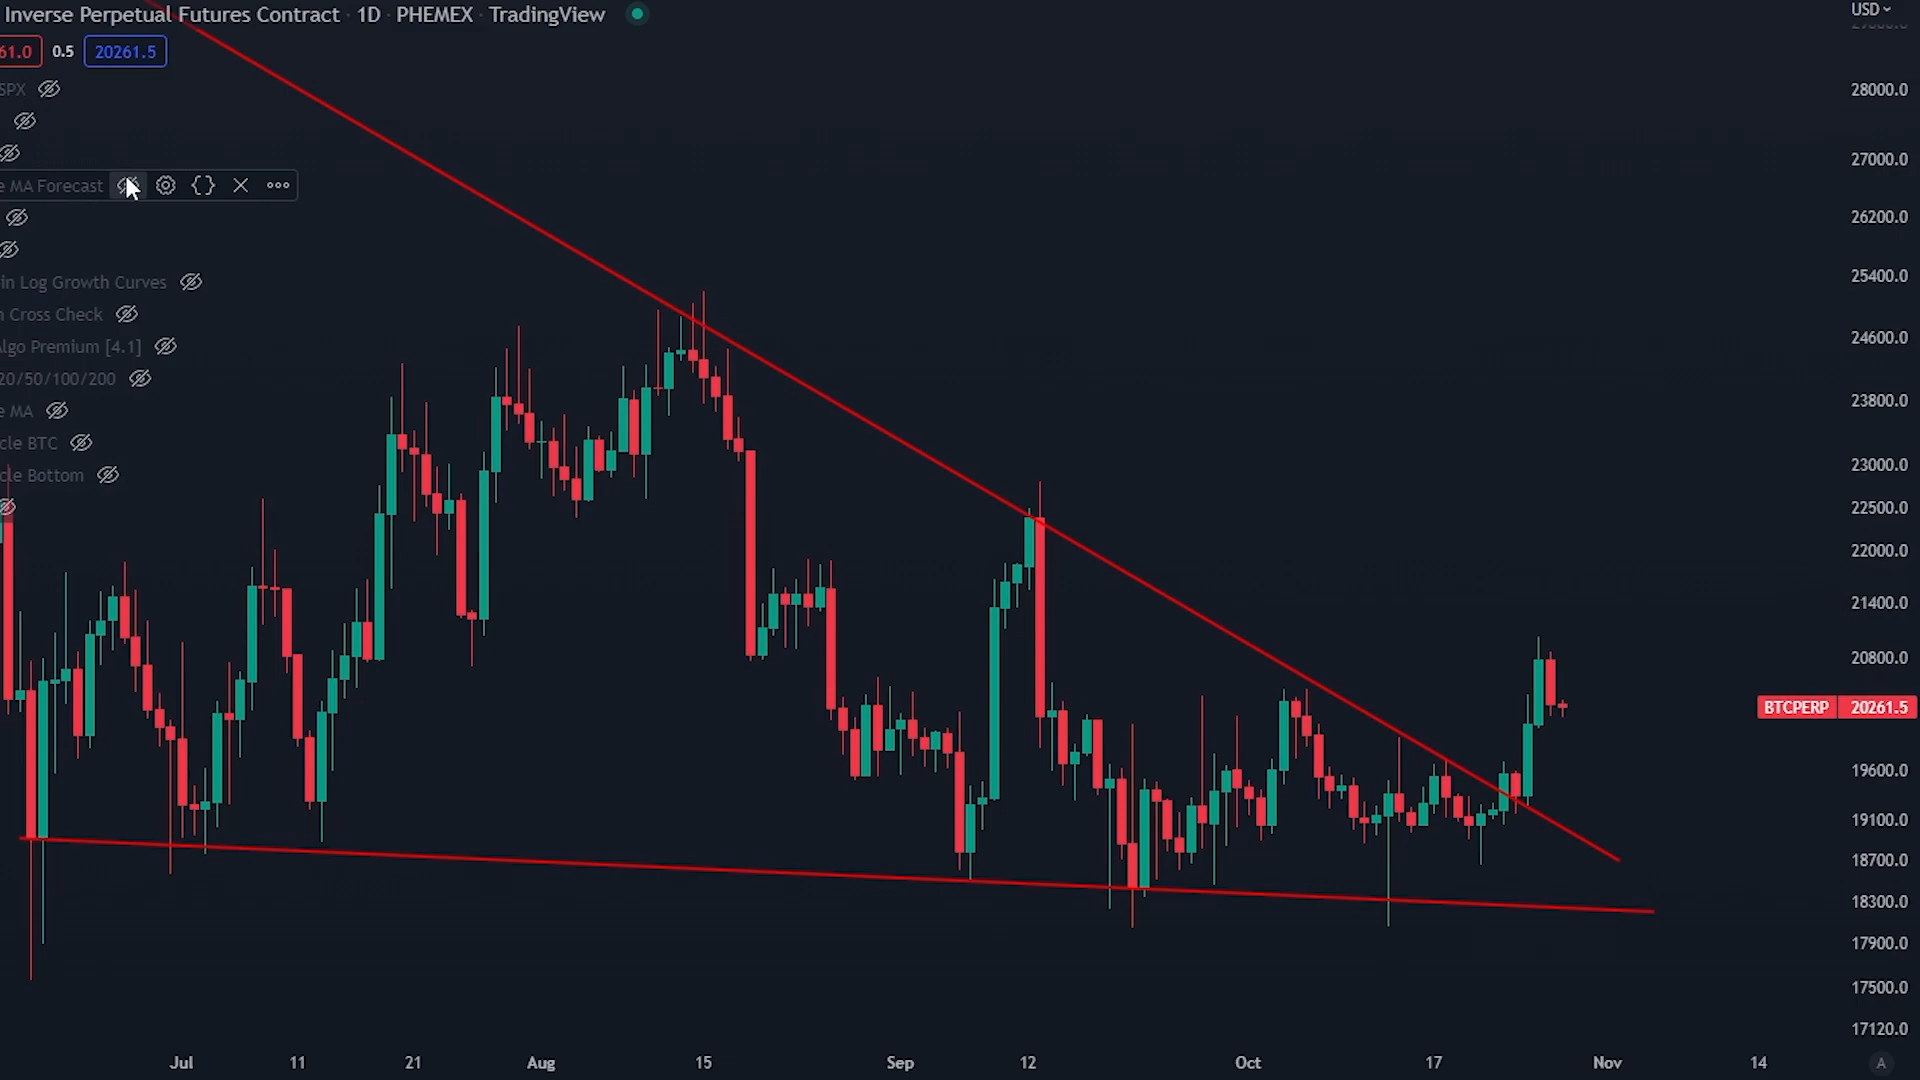 Inverse Perpetual Futures Contract · 1D · PHEMEX · TradingView
USD
61.0 0.5 20261.5
SPX
28000.0
27000.0
e MA Forecast
26200.0
25400.0
in Log Growth Curves
n Cross Check
24600.0
Algo Premium [4.1]
20/50/100/200
23800.0
e MA
cle BTC
23000.0
cle Bottom
22500.0
22000.0
21400.0
20800.0
BTCPERP 20261.5
19600.0
19100.0
18700.0
18300.0
17900.0
17500.0
17120.0
Jul 11 21 Aug 15 Sep 12 Oct 17 Nov 14 A